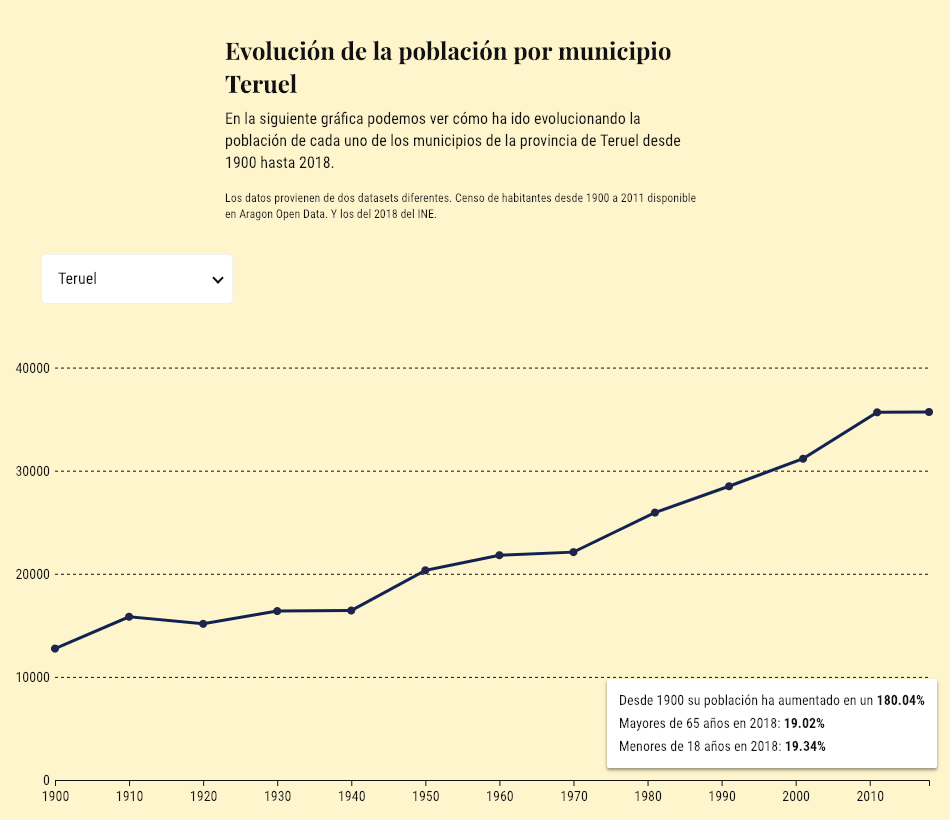 Evolución de la población por municipio
Teruel
En la siguiente gráfica podemos ver cómo ha ido evolucionando la
población de cada uno de los municipios de la provincia de Teruel desde
1900 hasta 2018.
Los datos provienen de dos datasets diferentes. Censo de habitantes desde 1900 a 2011 disponible
en Aragon Open Data. Y los del 2018 del INE.
Teruel
40000
30000
20000
10000
Desde 1900 su población ha aumentado en un 180.04%
Mayores de 65 años en 2018: 19.02%
Menores de 18 años en 2018: 19.34%
0
1900 1910 1920 1930 1940 1950 1960 1970 1980 1990 2000 2010